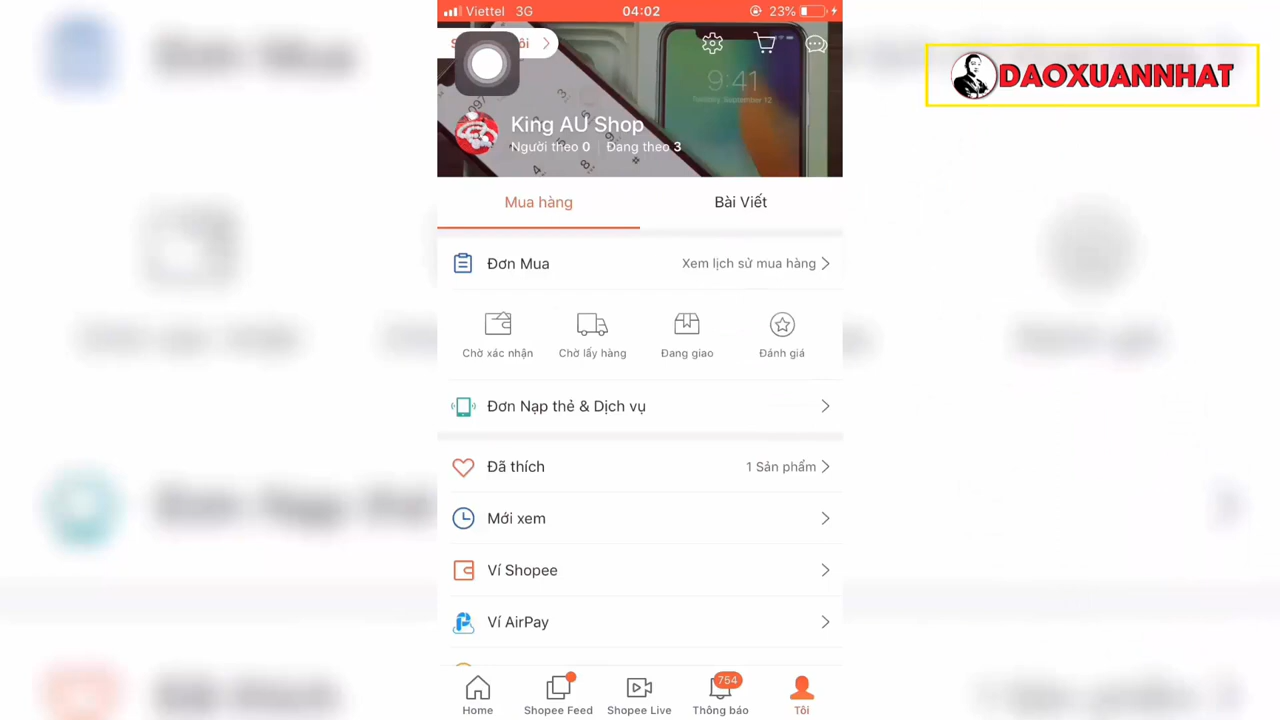 Viettel 3G 04:02 23%
DAOXUANNHAT
9:41
Tuesday, September 12
King AU Shop
Người theo 0 Đang theo 3
Mua hàng Bài Viết
Đơn Mua Xem lịch sử mua hàng
Chờ xác nhận Chờ lấy hàng Đang giao Đánh giá
Đơn Nạp thẻ & Dịch vụ
Đã thích 1 Sản phẩm
Mới xem
Ví Shopee
Ví AirPay
754
Home Shopee Feed Shopee Live Thông báo Tôi